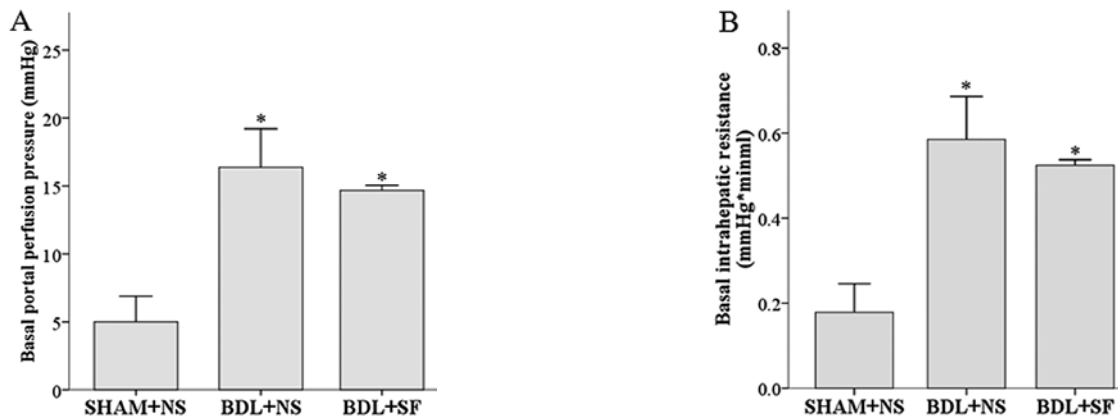 A
Basal portal perfusion pressure (mmHg)
25
20
15
10
5
0
*
*
SHAM+NS
BDL+NS
BDL+SF
B
Basal intrahepatic resistance
(mmHg*minml)
0.8
0.6
0.4
0.2
0.0
*
*
SHAM+NS
BDL+NS
BDL+SF